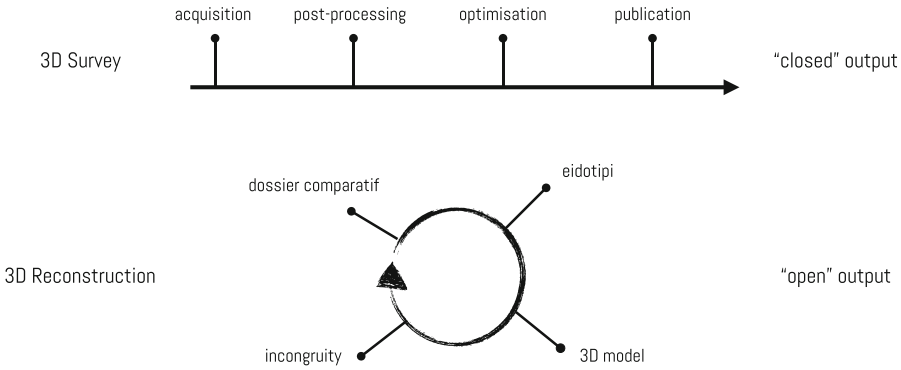 acquisition
post-processing
optimisation
publication
3D Survey
“closed” output
dossier comparatif
eidotipi
3D Reconstruction
“open” output
incongruity
3D model